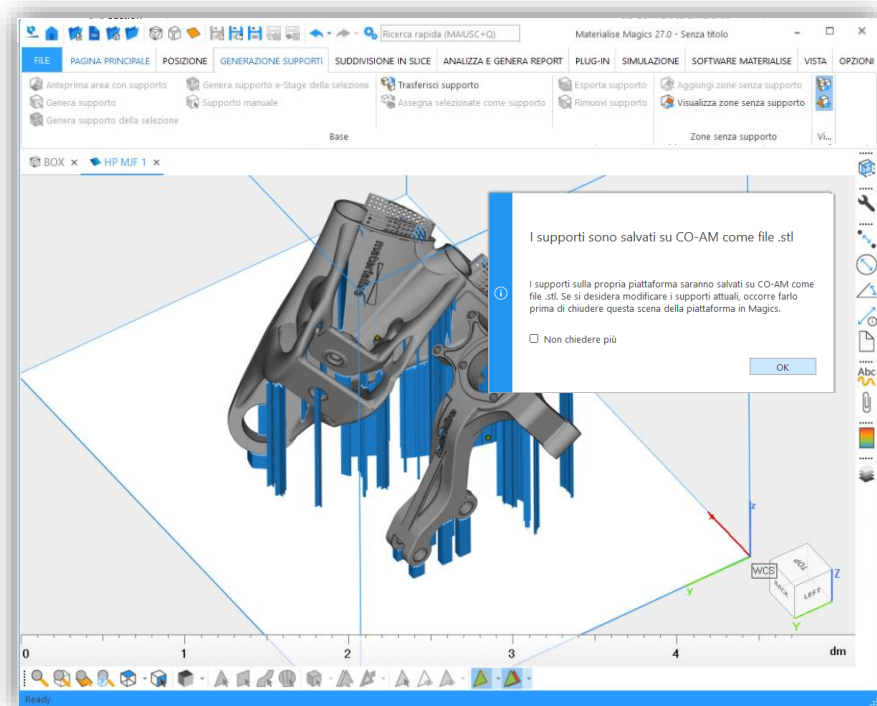 Ricerca rapida (MAIUSC+Q)
Materialise Magics 27.0 - Senza titolo
FILE PAGINA PRINCIPALE POSIZIONE GENERAZIONE SUPPORTI SUDDIVISIONE IN SLICE ANALIZZA E GENERA REPORT PLUG-IN SIMULAZIONE SOFTWARE MATERIALISE VISTA OPZIONI
Anteprima area con supporto
Genera supporto
Genera supporto della selezione
Genera supporto e-Stage della selezione
Supporto manuale
Trasferisci supporto
Assegna selezionate come supporto
Esporta supporto
Rimuovi supporto
Aggiungi zone senza supporto
Visualizza zone senza supporto
Base
Zone senza supporto
Vi...
BOX
HP MJF 1
I supporti sono salvati su CO-AM come file .stl
I supporti sulla propria piattaforma saranno salvati su CO-AM come
file .stl. Se si desidera modificare i supporti attuali, occorre farlo
prima di chiudere questa scena della piattaforma in Magics.
Non chiedere più
OK
Abc
materialise
x
z
y
WCS
TOP
BACK
LEFT
Z
Y
0 1 2 3 4 dm
Ready